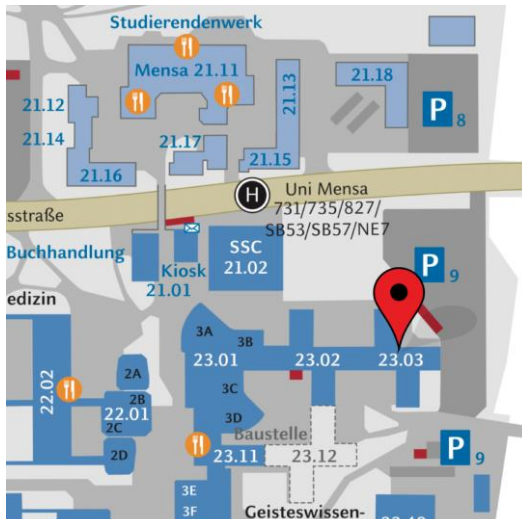 Studierendenwerk
Mensa 21.11
21.12
21.14
21.16
21.17
21.13
21.15
21.18
P 8
H
Uni Mensa
731/735/827/
SB53/SB57/NE7
sstraße
Buchhandlung
Kiosk
21.01
SSC
21.02
P 9
edizin
22.02
2A
2B
22.01
2C
2D
3A
3B
23.01
23.02
23.03
3C
3D
Baustelle
23.11
23.12
P 9
3E
3F
Geisteswissen-